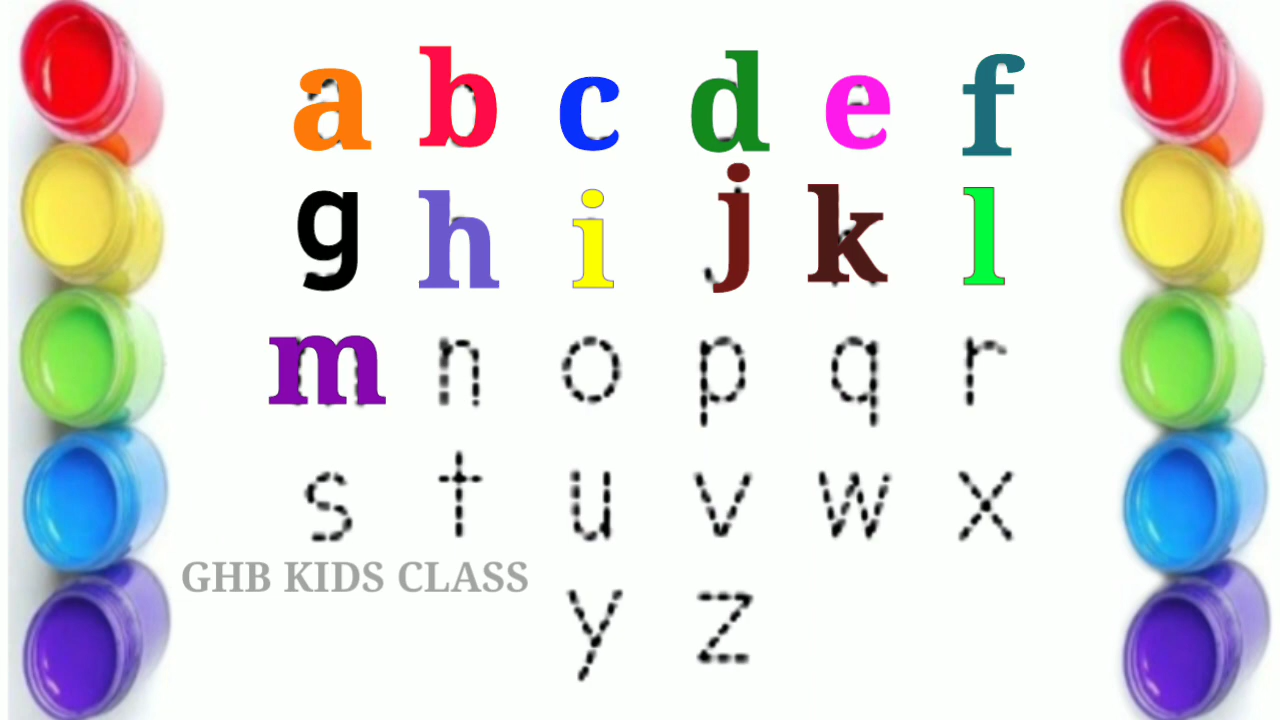 a b c d e f
g h i j k l
m n o p q r
s t u v w x
GHB KIDS CLASS
y z